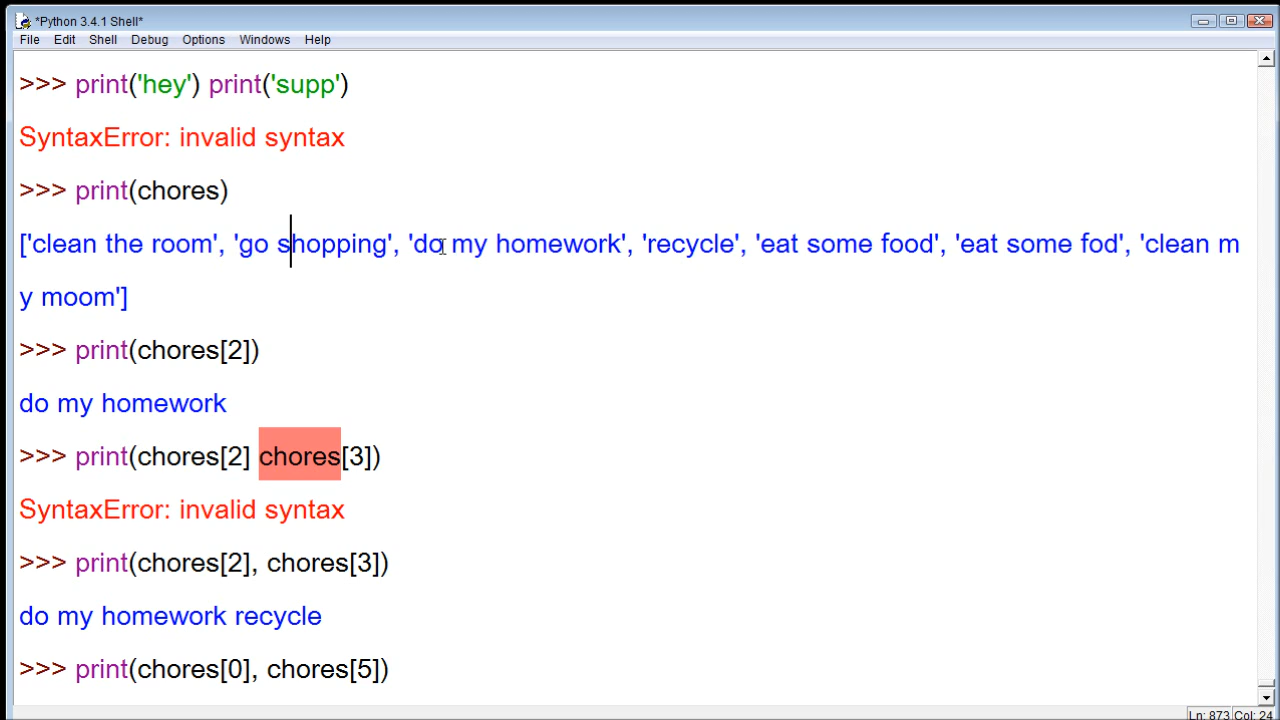 *Python 3.4.1 Shell*
File Edit Shell Debug Options Windows Help
>>> print('hey') print('supp')
SyntaxError: invalid syntax
>>> print(chores)
['clean the room', 'go shopping', 'do my homework', 'recycle', 'eat some food', 'eat some fod', 'clean m
y moom']
>>> print(chores[2])
do my homework
>>> print(chores[2] chores[3])
SyntaxError: invalid syntax
>>> print(chores[2], chores[3])
do my homework recycle
>>> print(chores[0], chores[5])
Ln: 873 Col: 24